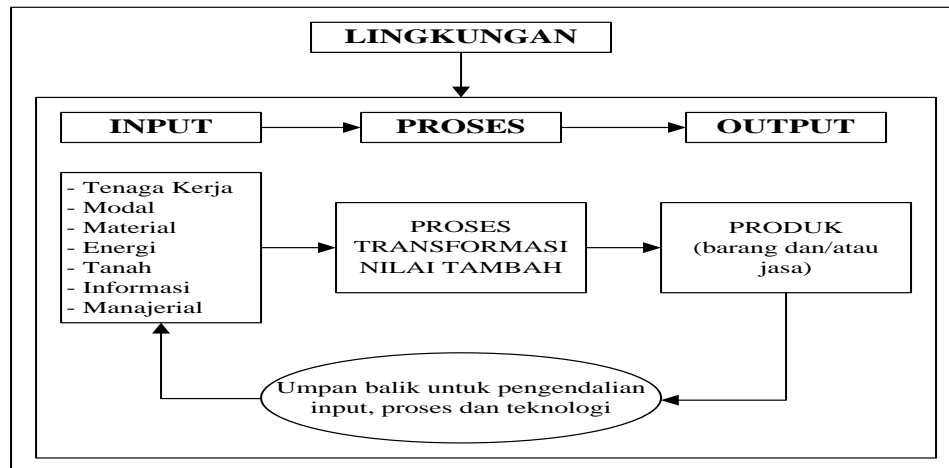 LINGKUNGAN
INPUT
PROSES
OUTPUT
- Tenaga Kerja
- Modal
- Material
- Energi
- Tanah
- Informasi
- Manajerial
PROSES
TRANSFORMASI
NILAI TAMBAH
PRODUK
(barang dan/atau
jasa)
Umpan balik untuk pengendalian
input, proses dan teknologi